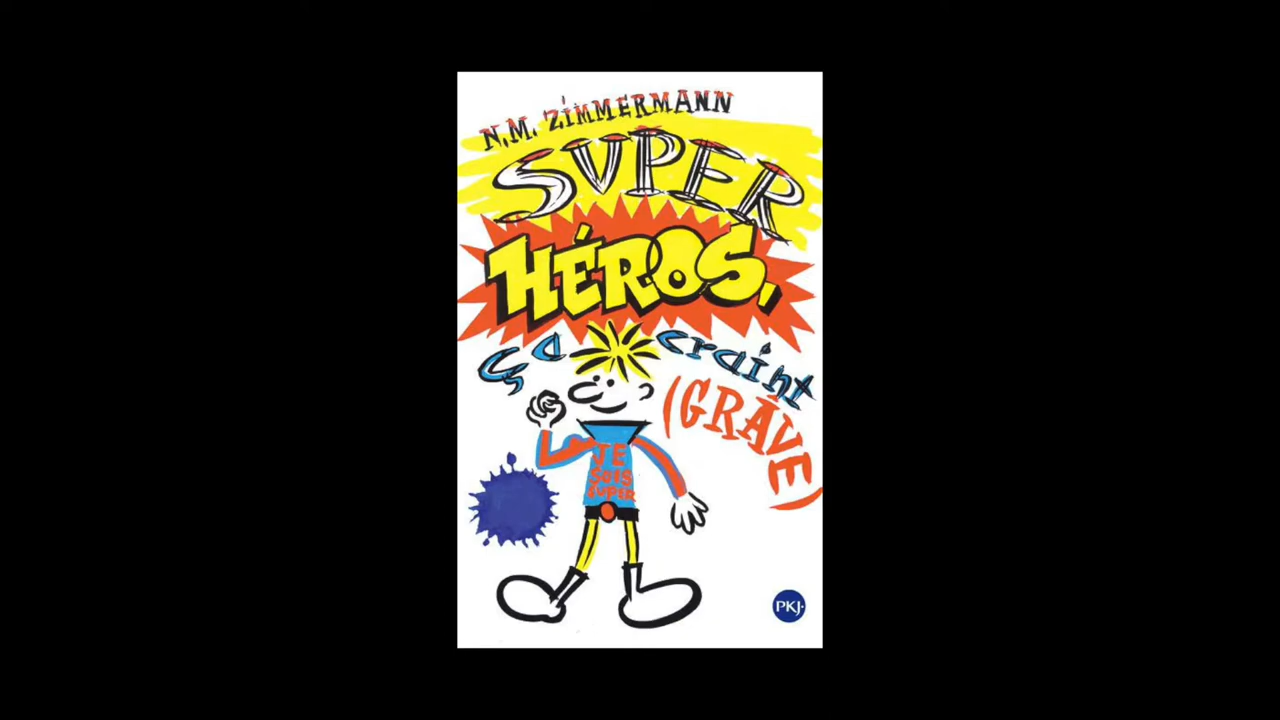 N.M. ZiMMERMANN
SUPER
HÉROS,
ça craint
(GRAVE)
JE
SUIS
SUPER
PKJ.